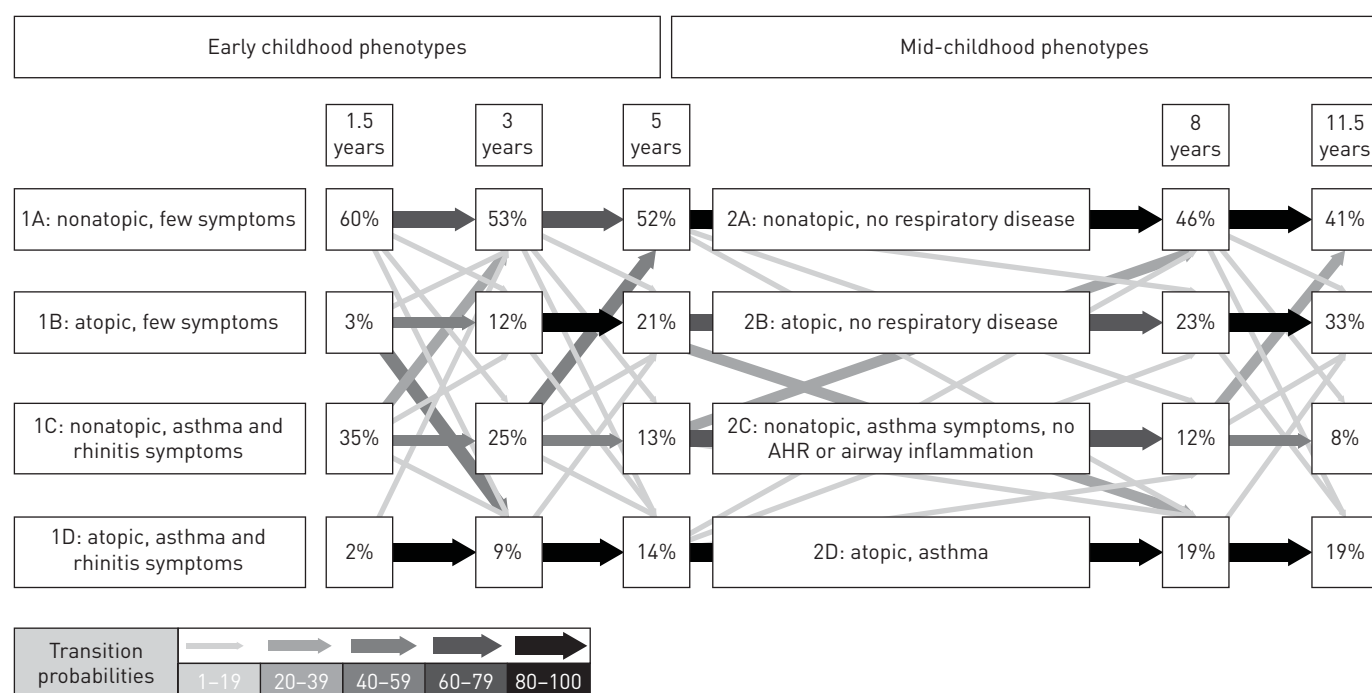 Early childhood phenotypes
Mid-childhood phenotypes
1.5
years
3
years
5
years
8
years
11.5
years
1A: nonatopic, few symptoms
60%
53%
52%
2A: nonatopic, no respiratory disease
46%
41%
1B: atopic, few symptoms
3%
12%
21%
2B: atopic, no respiratory disease
23%
33%
1C: nonatopic, asthma and
rhinitis symptoms
35%
25%
13%
2C: nonatopic, asthma symptoms, no
AHR or airway inflammation
12%
8%
1D: atopic, asthma and
rhinitis symptoms
2%
9%
14%
2D: atopic, asthma
19%
19%
Transition
probabilities
1–19
20–39
40–59
60–79
80–100